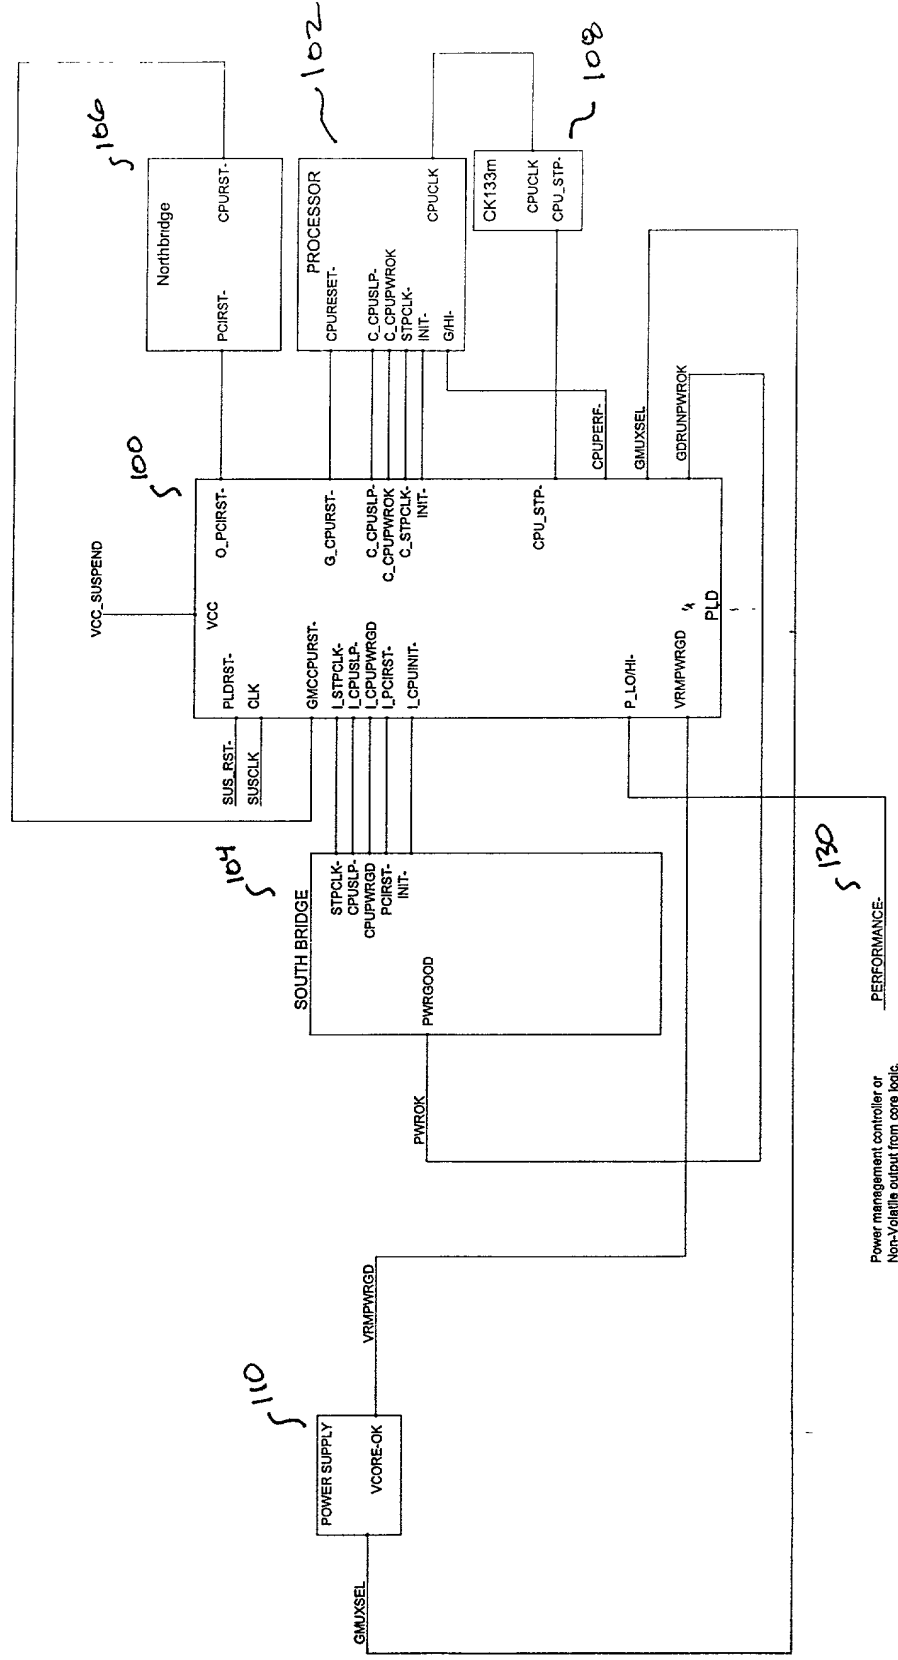 106
Northbridge
PCIRST-
CPURST-
102
PROCESSOR
CPURESET-
C_CPUSLP-
C_CPUPWROK
STPCLK-
INIT-
G/HI-
CPUCLK
108
CK133m
CPUCLK
CPU_STP-
100
VCC_SUSPEND
VCC
O_PCIRST-
G_CPURST-
C_CPUSLP-
C_CPUPWROK
C_STPCLK-
INIT-
CPU_STP-
CPUPERF-
GMUXSEL
GDRUNPWROK
SUS_RST-
PLDRST-
SUSCLK
CLK
GMCCPURST-
I_STPCLK-
I_CPUSLP-
I_CPUPWRGD
I_PCIRST-
I_CPUINIT-
P_LO/HI-
VRMPWRGD
PLD
104
SOUTH BRIDGE
STPCLK-
CPUSLP-
CPUPWRGD
PCIRST-
INIT-
PWRGOOD
PWROK
110
POWER SUPPLY
VCORE-OK
VRMPWRGD
GMUXSEL
130
PERFORMANCE-
Power management controller or
Non-Volatile output from core logic.